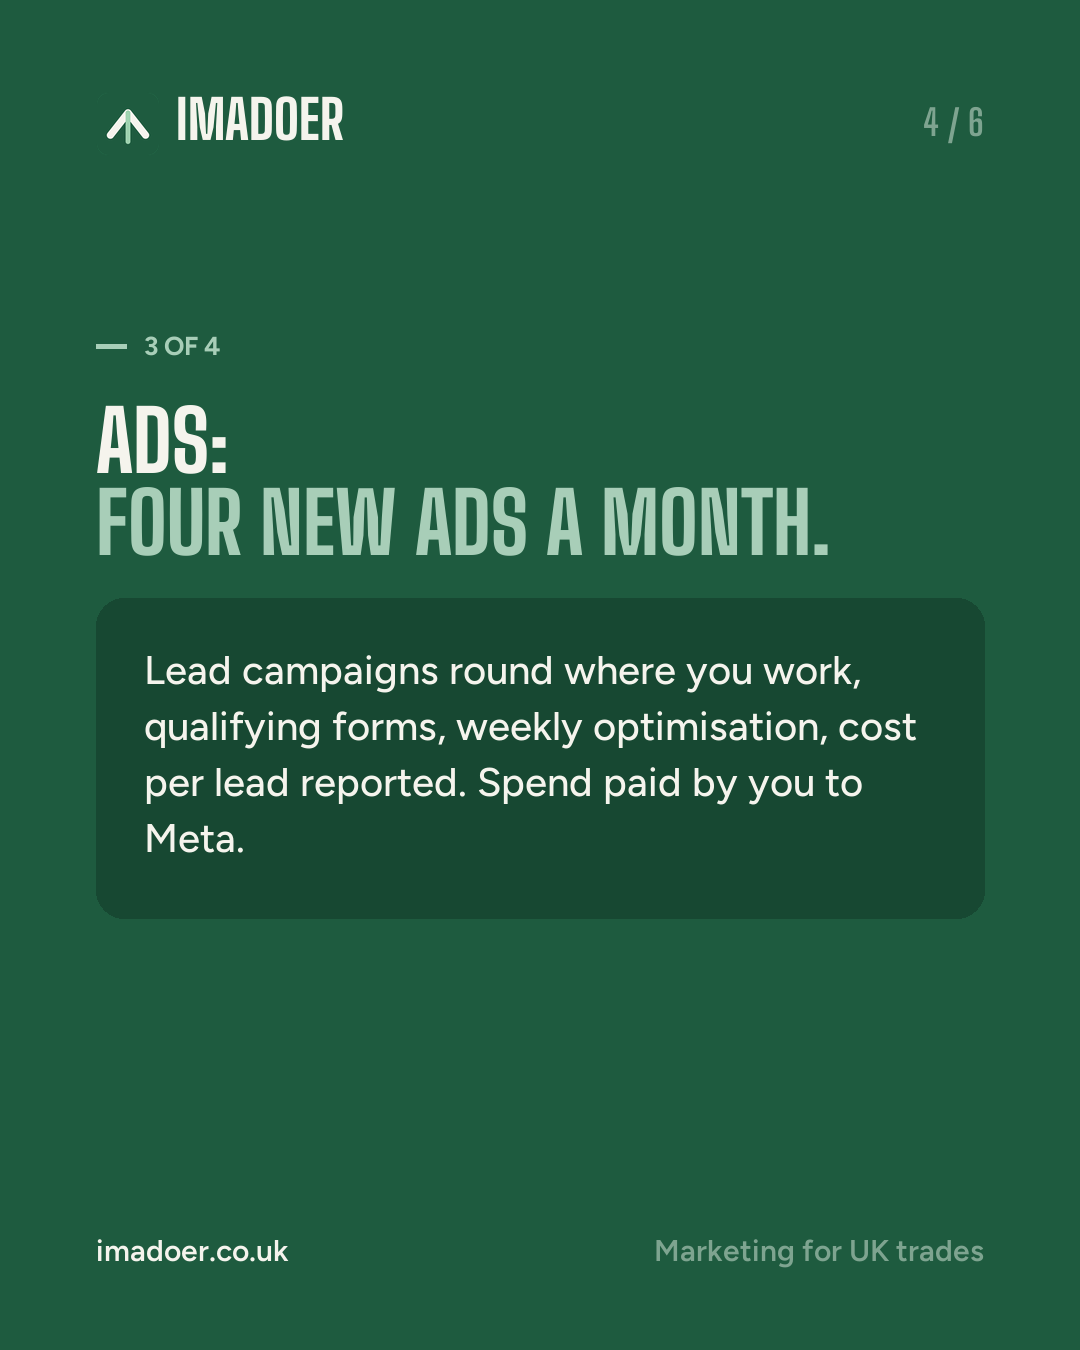 IMADOER
4 / 6
3 OF 4
ADS:
FOUR NEW ADS A MONTH.
Lead campaigns round where you work,
qualifying forms, weekly optimisation, cost
per lead reported. Spend paid by you to
Meta.
imadoer.co.uk
Marketing for UK trades